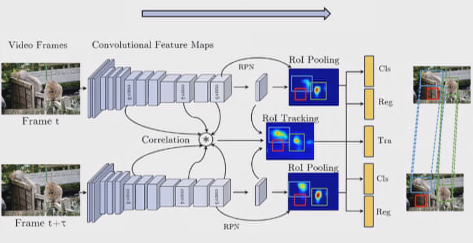 Video Frames
Convolutional Feature Maps
RPN
RoI Pooling
Cls
Reg
Frame t
RoI Tracking
Correlation
*
Tra
RoI Pooling
Cls
Reg
Frame t+τ
RPN